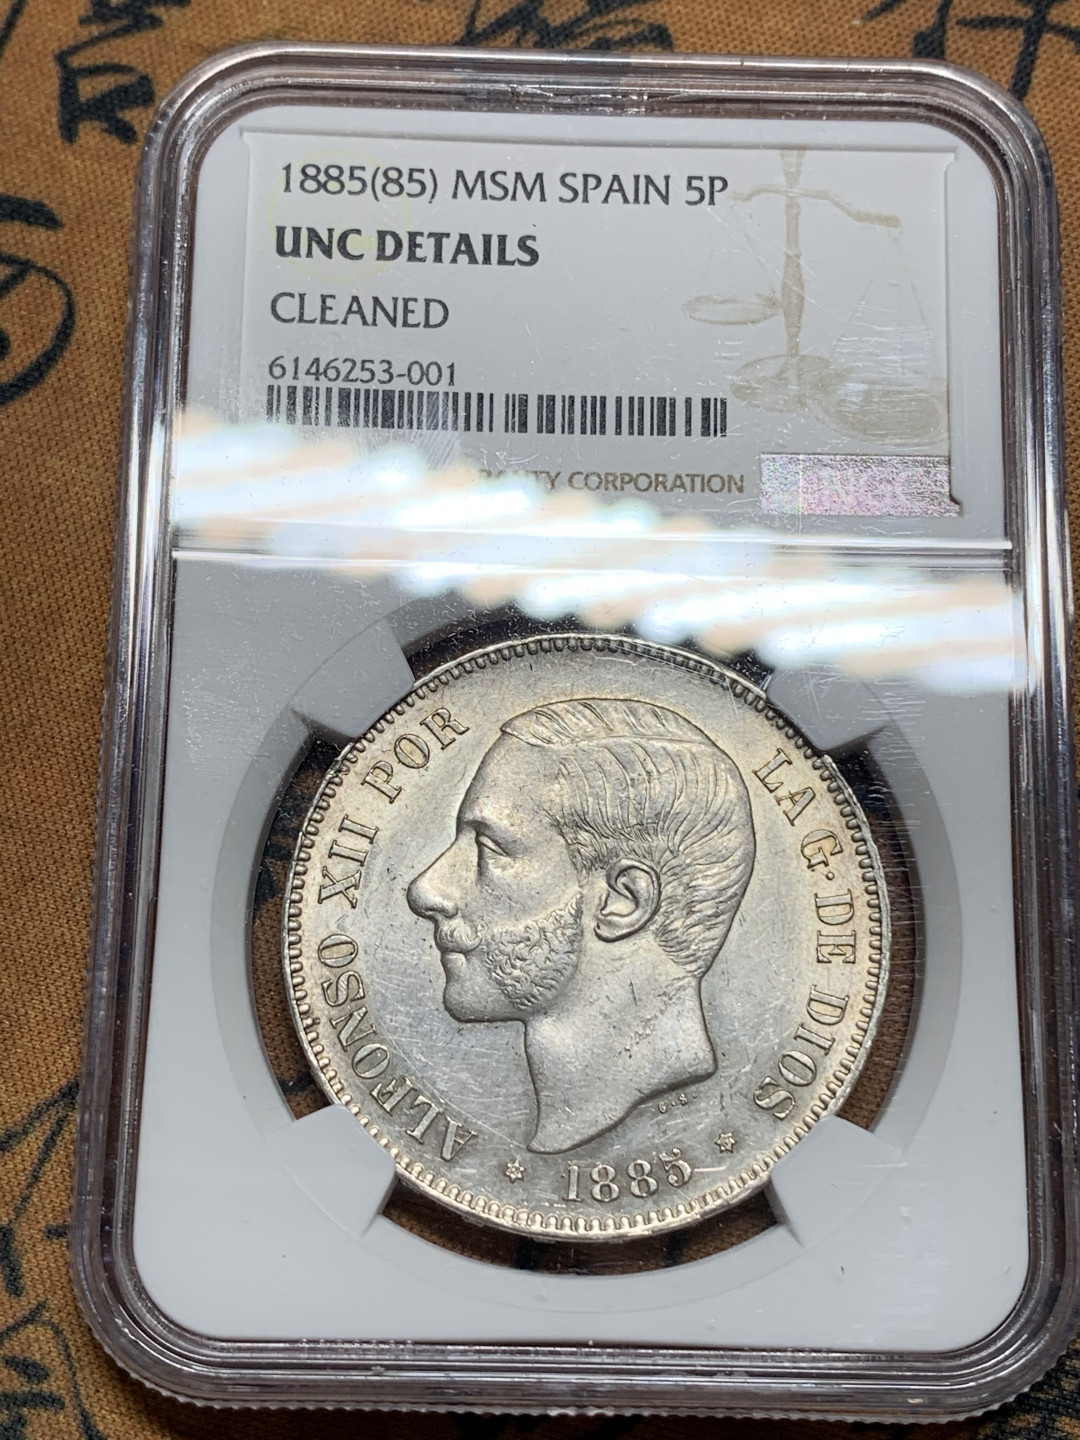 1885(85) MSM SPAIN 5P
UNC DETAILS
CLEANED
6146253-001
CORPORATION
ALFONSO XII POR LA G. DE DIOS
1885